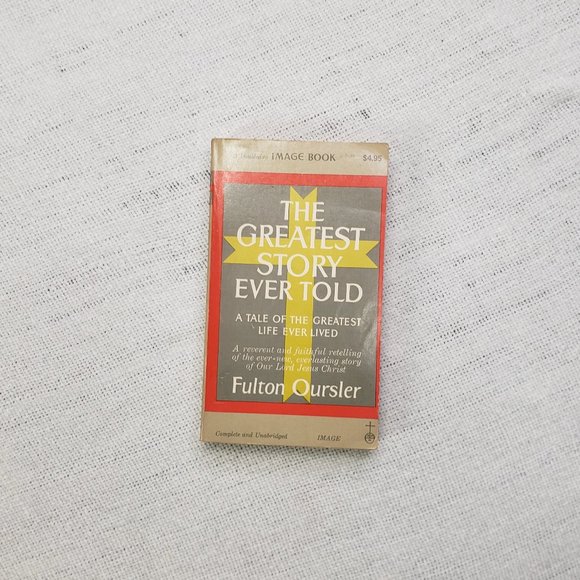 A Doubleday IMAGE BOOK $4.95
THE
GREATEST
STORY
EVER TOLD
A TALE OF THE GREATEST
LIFE EVER LIVED
A reverent and faithful retelling
of the ever-new, everlasting story
of Our Lord Jesus Christ
Fulton Oursler
Complete and Unabridged IMAGE